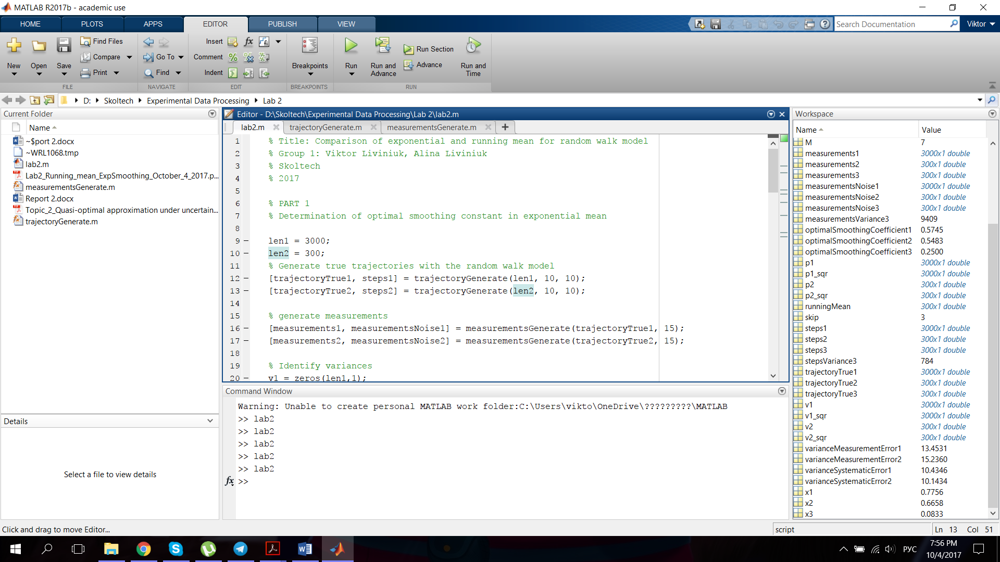 MATLAB R2017b - academic use
HOME PLOTS APPS EDITOR PUBLISH VIEW
Search Documentation
Viktor
New
Open
Save
Find Files
Compare
Print
FILE
Go To
Find
NAVIGATE
Insert
Comment
Indent
EDIT
Breakpoints
BREAKPOINTS
Run
Run and Advance
Run Section
Advance
Run and Time
RUN
D: Skoltech Experimental Data Processing Lab 2
Current Folder
Name
~$port 2.docx
~WRL1068.tmp
lab2.m
Lab2_Running_mean_ExpSmoothing_October_4_2017.p...
measurementsGenerate.m
Report 2.docx
Topic_2_Quasi-optimal approximation under uncertain...
trajectoryGenerate.m
Details
Select a file to view details
Editor - D:\Skoltech\Experimental Data Processing\Lab 2\lab2.m
lab2.m trajectoryGenerate.m measurementsGenerate.m
1 % Title: Comparison of exponential and running mean for random walk model
2 % Group 1: Viktor Liviniuk, Alina Liviniuk
3 % Skoltech
4 % 2017
5
6 % PART 1
7 % Determination of optimal smoothing constant in exponential mean
8
9 – len1 = 3000;
10 – len2 = 300;
11 % Generate true trajectories with the random walk model
12 – [trajectoryTrue1, steps1] = trajectoryGenerate(len1, 10, 10);
13 – [trajectoryTrue2, steps2] = trajectoryGenerate(len2, 10, 10);
14
15 % generate measurements
16 – [measurements1, measurementsNoise1] = measurementsGenerate(trajectoryTrue1, 15);
17 – [measurements2, measurementsNoise2] = measurementsGenerate(trajectoryTrue2, 15);
18
19 % Identify variances
20 – v1 = zeros(len1,1);
Command Window
Warning: Unable to create personal MATLAB work folder:C:\Users\vikto\OneDrive\?????????\MATLAB
>> lab2
>> lab2
>> lab2
>> lab2
>> lab2
fx >>
Workspace
Name Value
M 7
measurements1 3000x1 double
measurements2 300x1 double
measurements3 300x1 double
measurementsNoise1 3000x1 double
measurementsNoise2 300x1 double
measurementsNoise3 300x1 double
measurementsVariance3 9409
optimalSmoothingCoefficient1 0.5745
optimalSmoothingCoefficient2 0.5483
optimalSmoothingCoefficient3 0.2500
p1 3000x1 double
p1_sqr 3000x1 double
p2 300x1 double
p2_sqr 300x1 double
runningMean 300x1 double
skip 3
steps1 3000x1 double
steps2 300x1 double
steps3 300x1 double
stepsVariance3 784
trajectoryTrue1 3000x1 double
trajectoryTrue2 300x1 double
trajectoryTrue3 300x1 double
v1 3000x1 double
v1_sqr 3000x1 double
v2 300x1 double
v2_sqr 300x1 double
varianceMeasurementError1 13.4531
varianceMeasurementError2 15.2360
varianceSystematicError1 10.4346
varianceSystematicError2 10.1434
x1 0.7756
x2 0.6658
x3 0.0833
Click and drag to move Editor...
script
Ln 13 Col 51
РУС
7:56 PM
10/4/2017